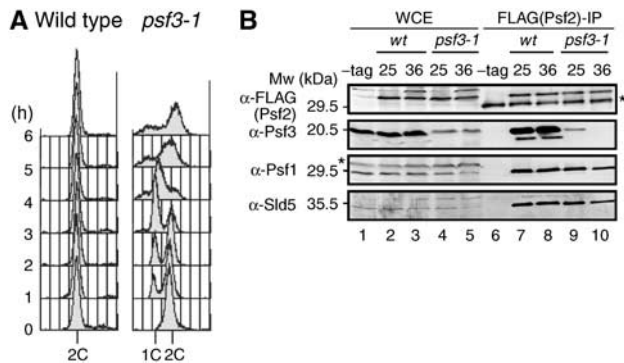 A Wild type psf3-1
(h)
6
5
4
3
2
1
0
2C 1C 2C
B WCE FLAG(Psf2)-IP
wt psf3-1 wt psf3-1
Mw (kDa) –tag 25 36 25 36 –tag 25 36 25 36
α-FLAG (Psf2) 29.5 *
α-Psf3 20.5
* α-Psf1 29.5
α-Sld5 35.5
1 2 3 4 5 6 7 8 9 10